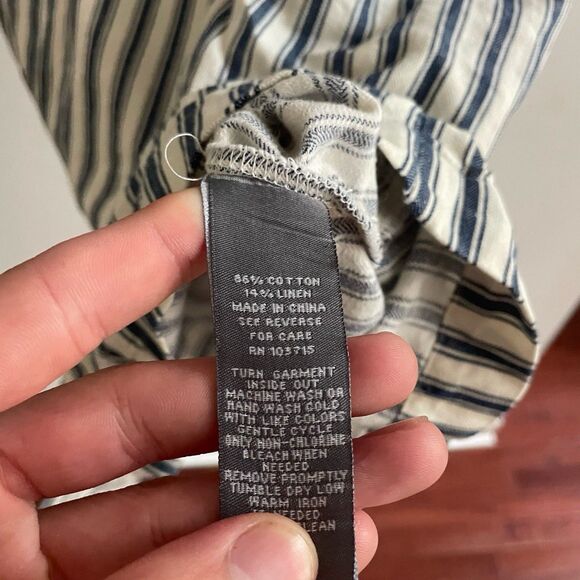 86% COTTON
14% LINEN
MADE IN CHINA
SEE REVERSE
FOR CARE
RN 103715
TURN GARMENT
INSIDE OUT
MACHINE WASH OR
HAND WASH COLD
WITH LIKE COLORS
GENTLE CYCLE
ONLY NON-CHLORINE
BLEACH WHEN
NEEDED
REMOVE PROMPTLY
TUMBLE DRY LOW
WARM IRON
NEEDED